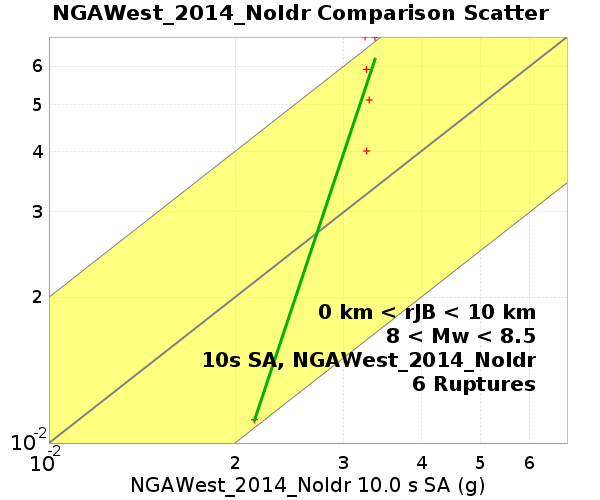 NGAWest_2014_NoIdr Comparison Scatter
6
5
4
3
2
10-2
0 km < rJB < 10 km
8 < Mw < 8.5
10s SA, NGAWest_2014_NoIdr
6 Ruptures
10-2 2 3 4 5 6
NGAWest_2014_NoIdr 10.0 s SA (g)